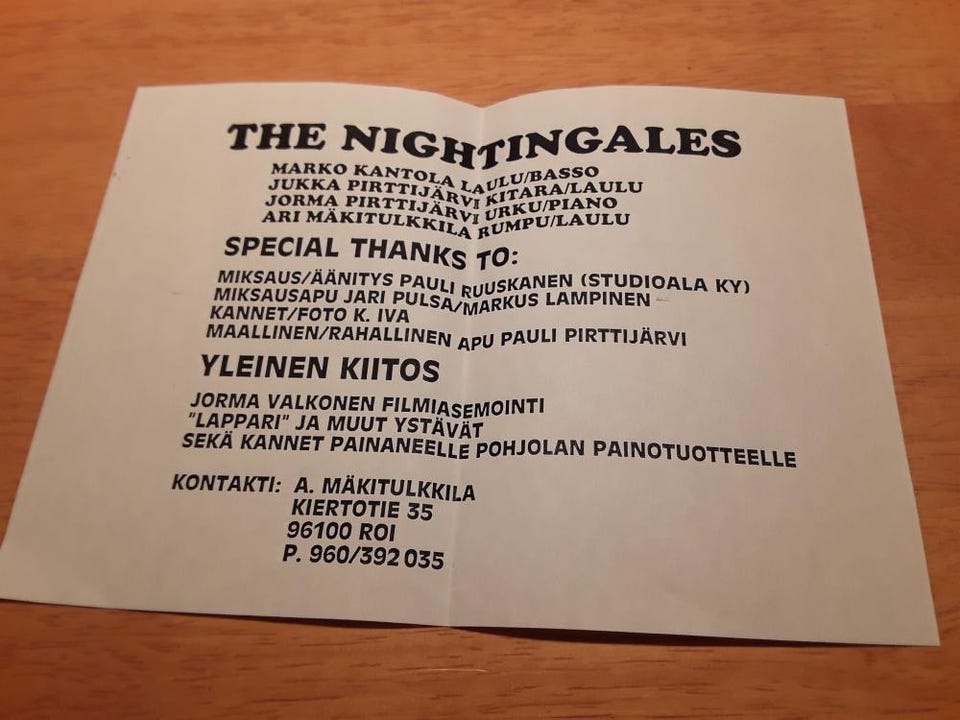 THE NIGHTINGALES
MARKO KANTOLA LAULU/BASSO
JUKKA PIRTTIJÄRVI KITARA/LAULU
JORMA PIRTTIJÄRVI URKU/PIANO
ARI MÄKITULKKILA RUMPU/LAULU
SPECIAL THANKS TO:
MIKSAUS/ÄÄNITYS PAULI RUUSKANEN (STUDIOALA KY)
MIKSAUSAPU JARI PULSA/MARKUS LAMPINEN
KANNET/FOTO K. IVA
MAALLINEN/RAHALLINEN APU PAULI PIRTTIJÄRVI
YLEINEN KIITOS
JORMA VALKONEN FILMIASEMOINTI
"LAPPARI" JA MUUT YSTÄVÄT
SEKÄ KANNET PAINANEELLE POHJOLAN PAINOTUOTTEELLE
KONTAKTI: A. MÄKITULKKILA
KIERTOTIE 35
96100 ROI
P. 960/392 035